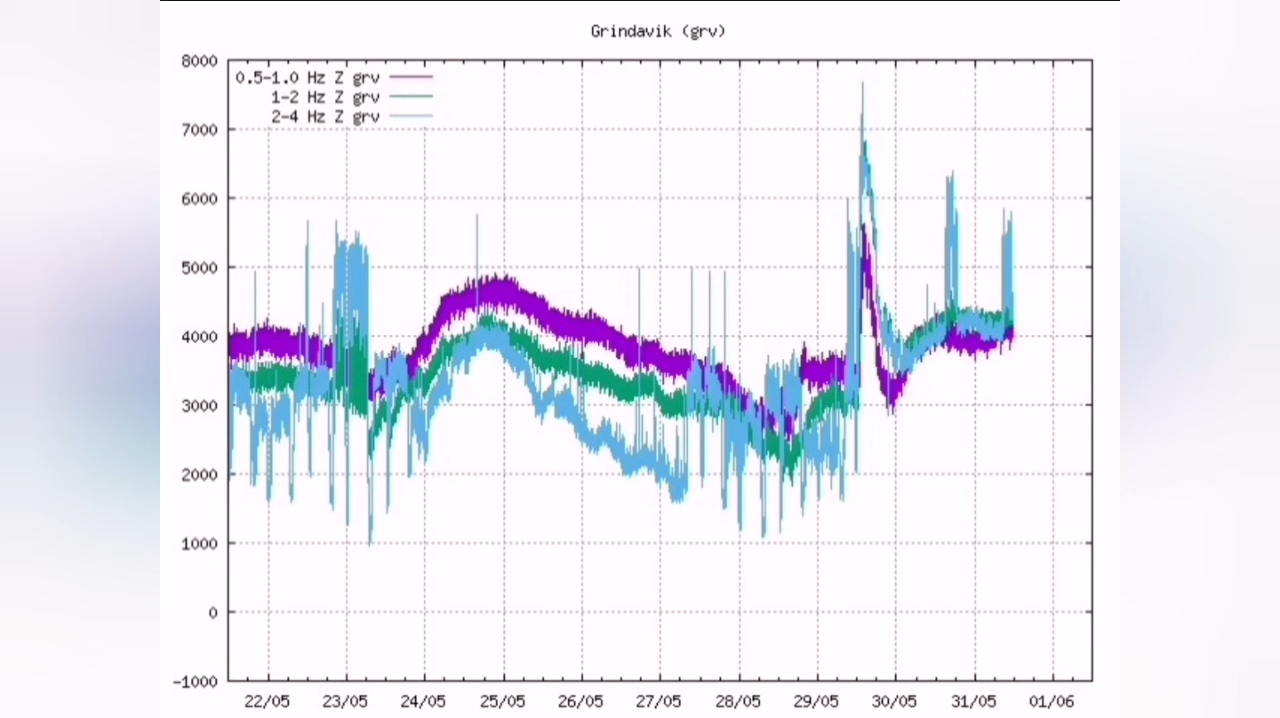 Grindavik (grv)
8000
7000
6000
5000
4000
3000
2000
1000
0
-1000
0.5-1.0 Hz Z grv
1-2 Hz Z grv
2-4 Hz Z grv
22/05 23/05 24/05 25/05 26/05 27/05 28/05 29/05 30/05 31/05 01/06